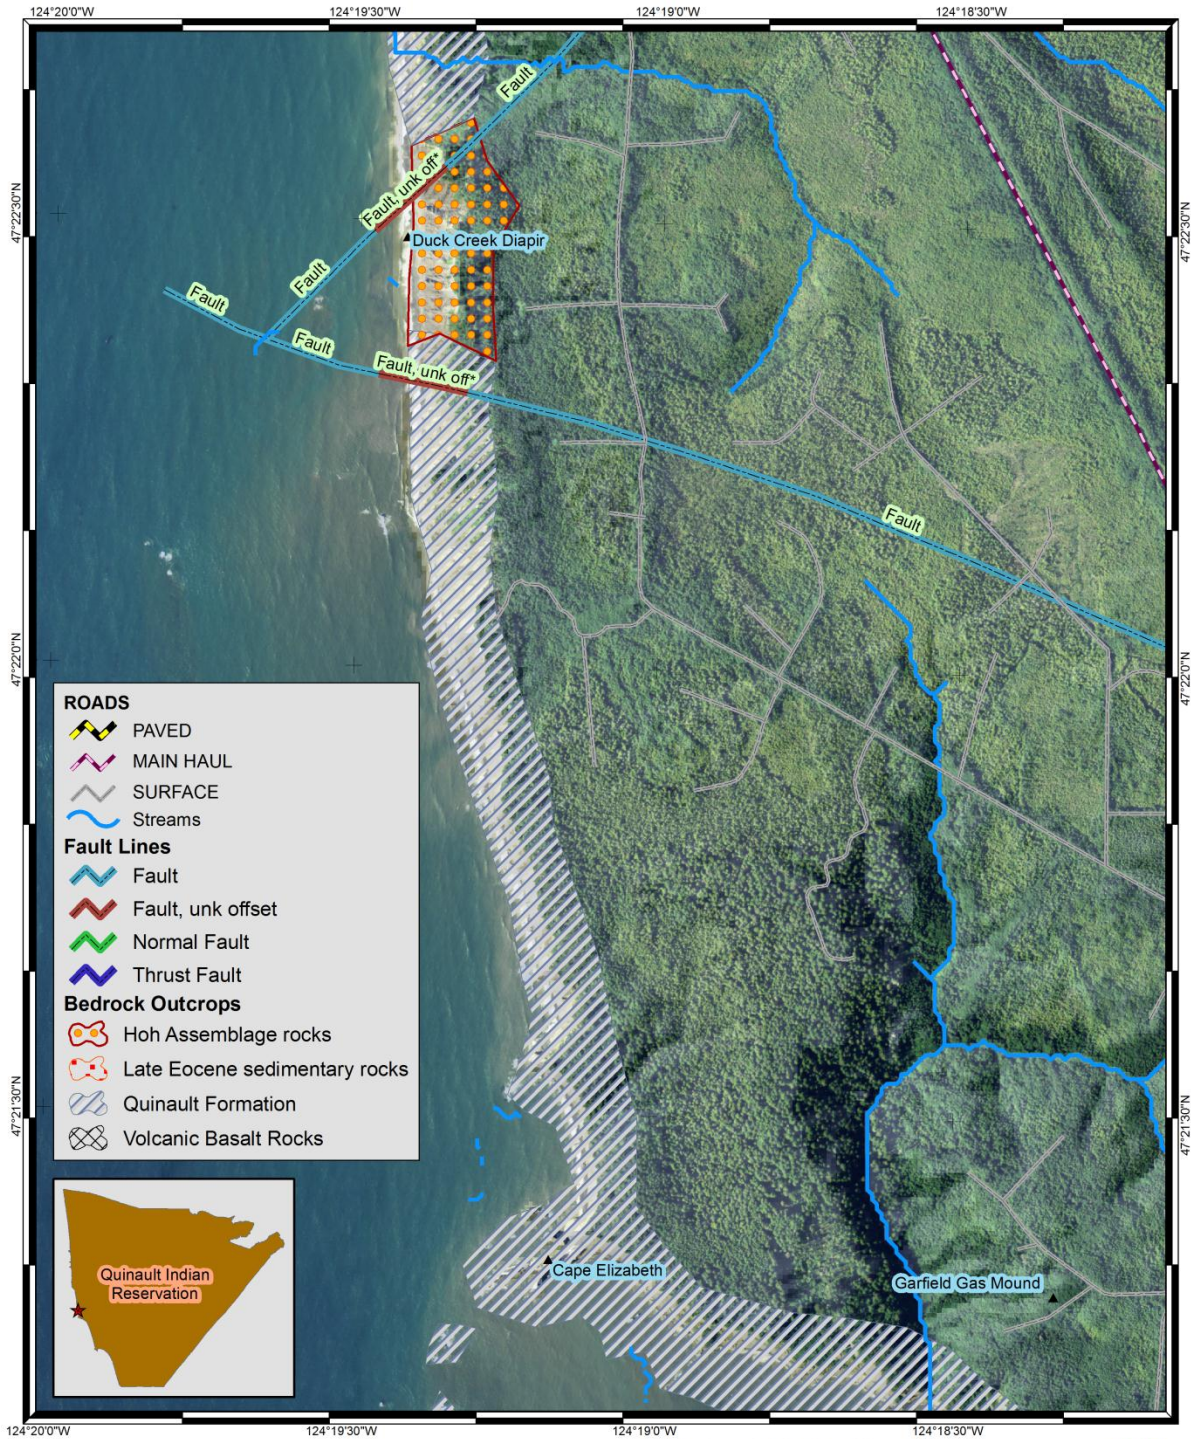 124°20'0"W
124°19'30"W
124°19'0"W
124°18'30"W
47°22'30"N
47°22'30"N
Fault
Fault, unk off*
Duck Creek Diapir
Fault
Fault
Fault
Fault, unk off*
Fault
47°22'0"N
47°22'0"N
ROADS
PAVED
MAIN HAUL
SURFACE
Streams
Fault Lines
Fault
Fault, unk offset
Normal Fault
Thrust Fault
Bedrock Outcrops
Hoh Assemblage rocks
Late Eocene sedimentary rocks
Quinault Formation
Volcanic Basalt Rocks
47°21'30"N
47°21'30"N
Quinault Indian
Reservation
Cape Elizabeth
Garfield Gas Mound
124°20'0"W
124°19'30"W
124°19'0"W
124°18'30"W